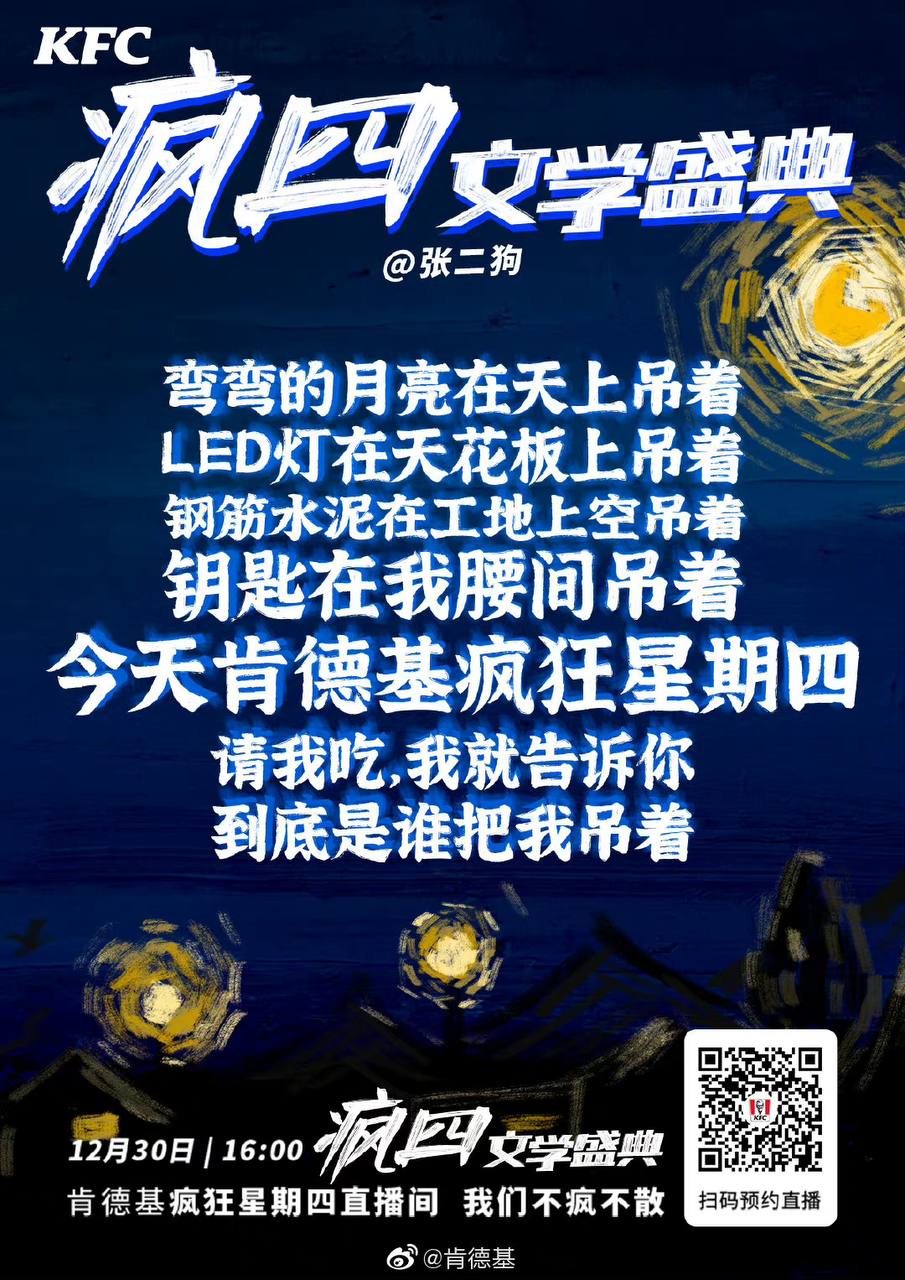 KFC
疯四文学盛典
@张二狗
弯弯的月亮在天上吊着
LED灯在天花板上吊着
钢筋水泥在工地上空吊着
钥匙在我腰间吊着
今天肯德基疯狂星期四
请我吃,我就告诉你
到底是谁把我吊着
12月30日 | 16:00 疯四文学盛典
肯德基疯狂星期四直播间 我们不疯不散
KFC
扫码预约直播
@肯德基